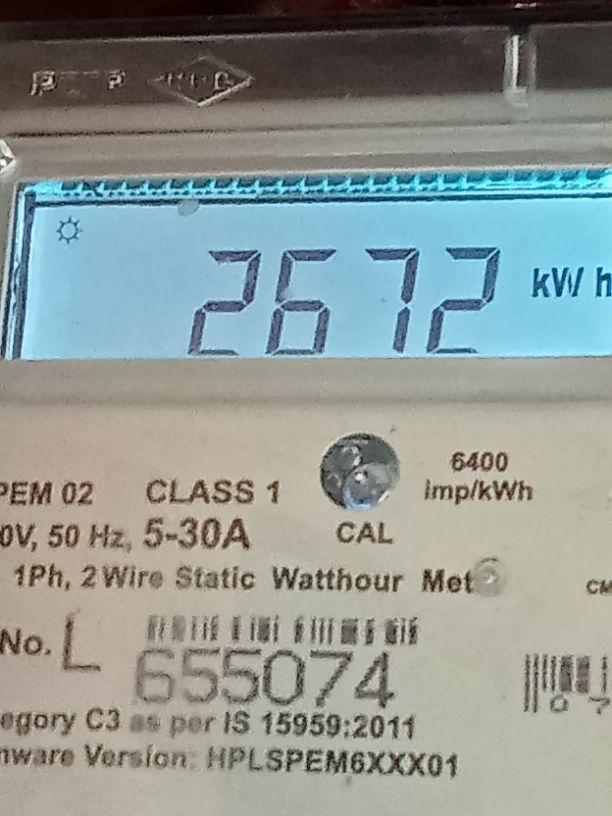 2672 kW h
6400
PEM 02 CLASS 1 imp/kWh
0V, 50 Hz, 5-30A CAL
1Ph, 2 Wire Static Watthour Met
No. L 655074
egory C3 as per IS 15959:2011
mware Version: HPLSPEM6XXX01